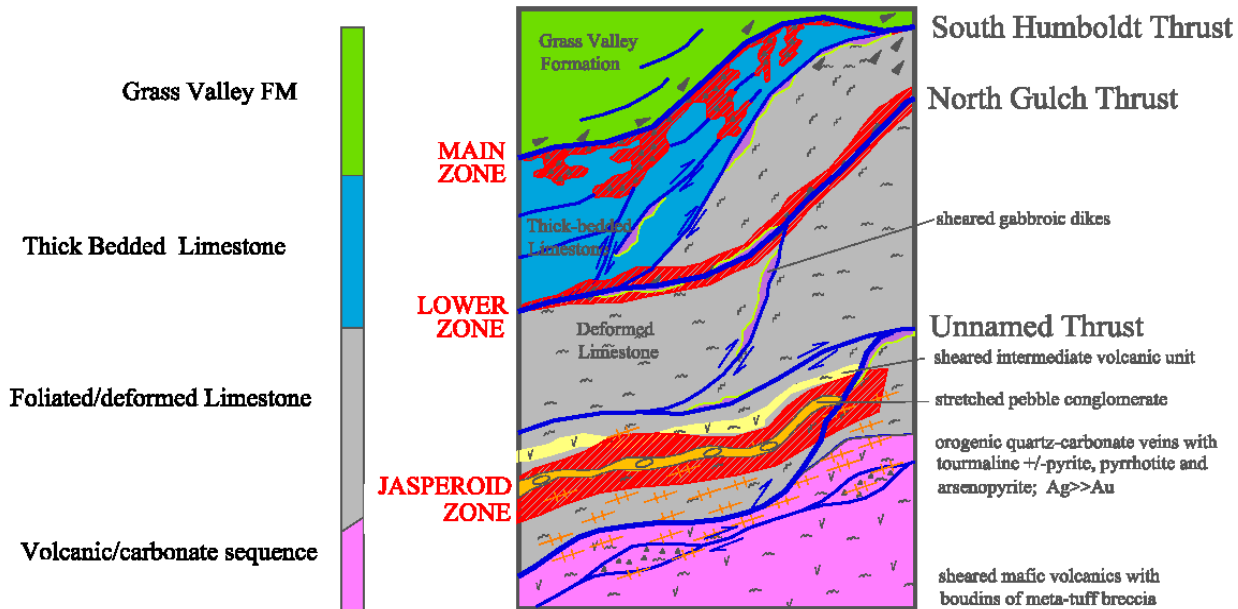 Grass Valley FM
Thick Bedded  Limestone
Foliated/deformed Limestone
Volcanic/carbonate sequence
MAIN
ZONE
LOWER
ZONE
JASPEROID
ZONE
Grass Valley
Formation
Thick-bedded
Limestone
Deformed
Limestone
South Humboldt Thrust
North Gulch Thrust
sheared gabbroic dikes
Unnamed Thrust
sheared intermediate volcanic unit
stretched pebble conglomerate
orogenic quartz-carbonate veins with
tourmaline +/-pyrite, pyrrhotite and
arsenopyrite;  Ag>>Au
sheared mafic volcanics with
boudins of meta-tuff breccia